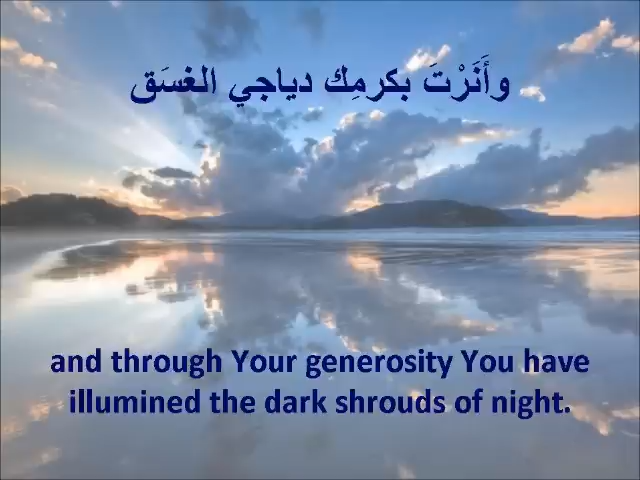 وأَنَرْتَ بكرمِك دياجي الغسَق
and through Your generosity You have
illumined the dark shrouds of night.